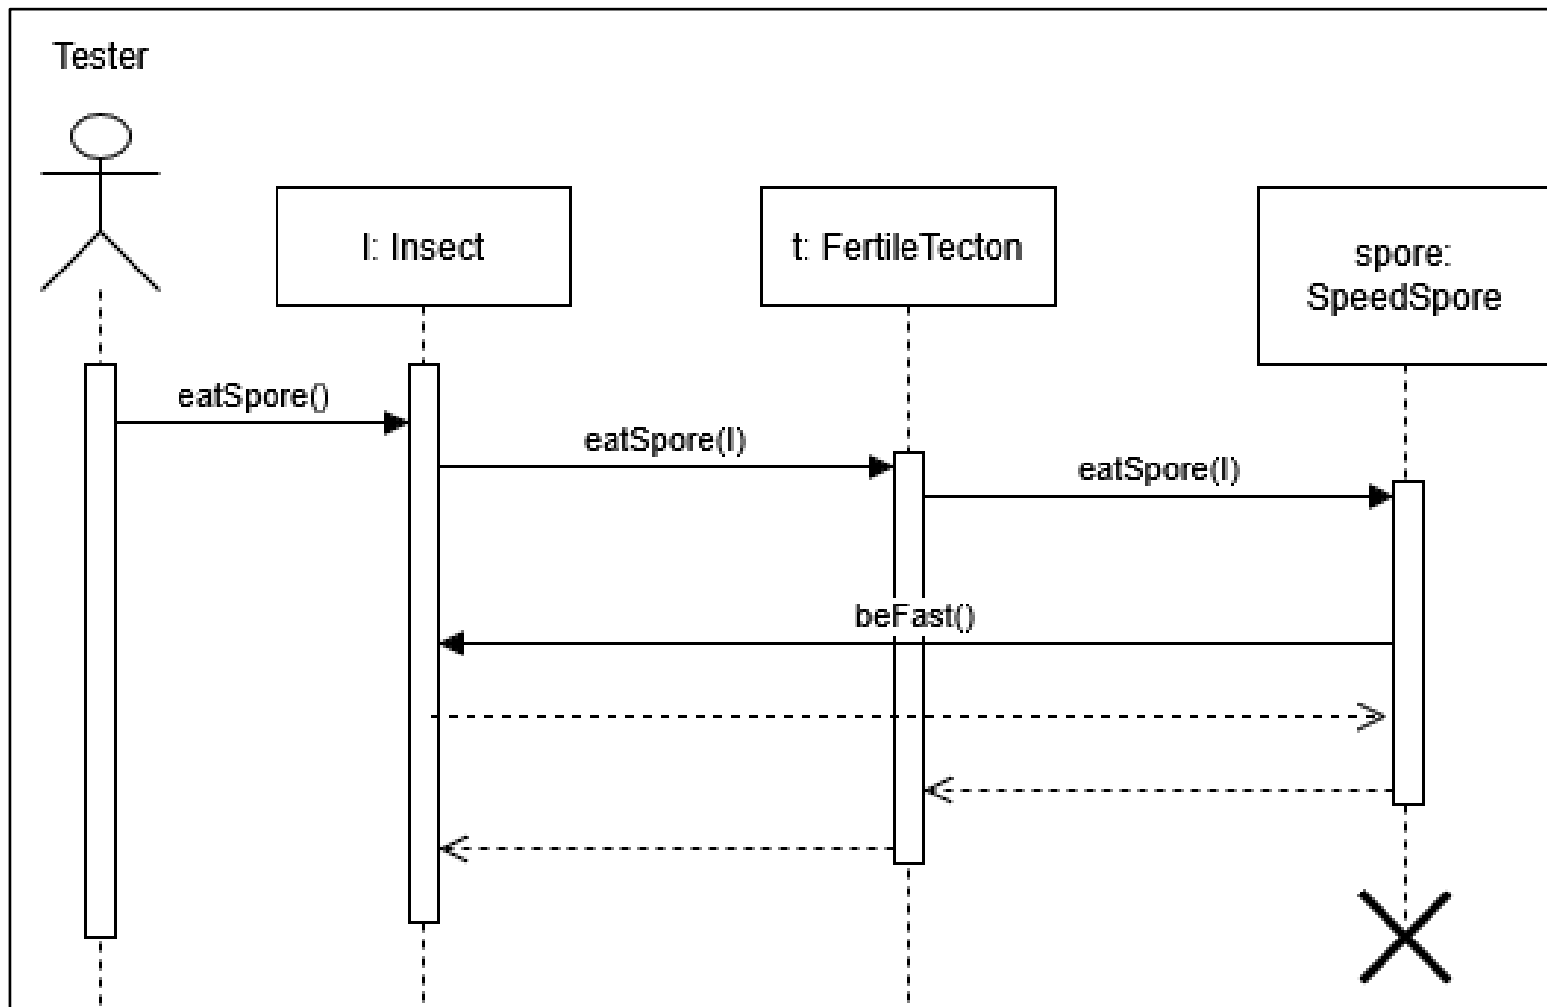 Tester
I: Insect
t: FertileTecton
spore:
SpeedSpore
eatSpore()
eatSpore(I)
eatSpore(I)
beFast()